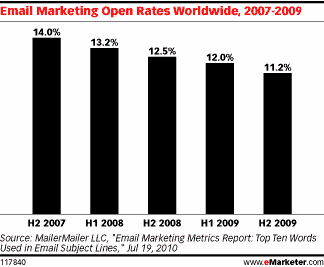 Email Marketing Open Rates Worldwide, 2007-2009
14.0%
13.2%
12.5%
12.0%
11.2%
H2 2007 H1 2008 H2 2008 H1 2009 H2 2009
Source: MailerMailer LLC, "Email Marketing Metrics Report: Top Ten Words
Used in Email Subject Lines," Jul 19, 2010
117840 www.eMarketer.com